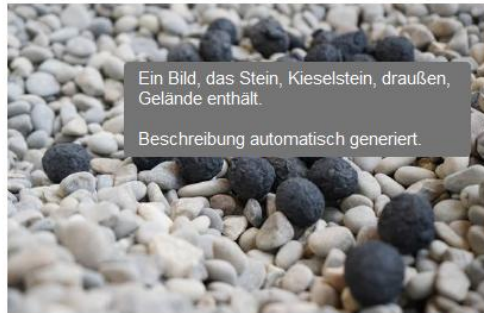 Ein Bild, das Stein, Kieselstein, draußen,
Gelände enthält.
Beschreibung automatisch generiert.